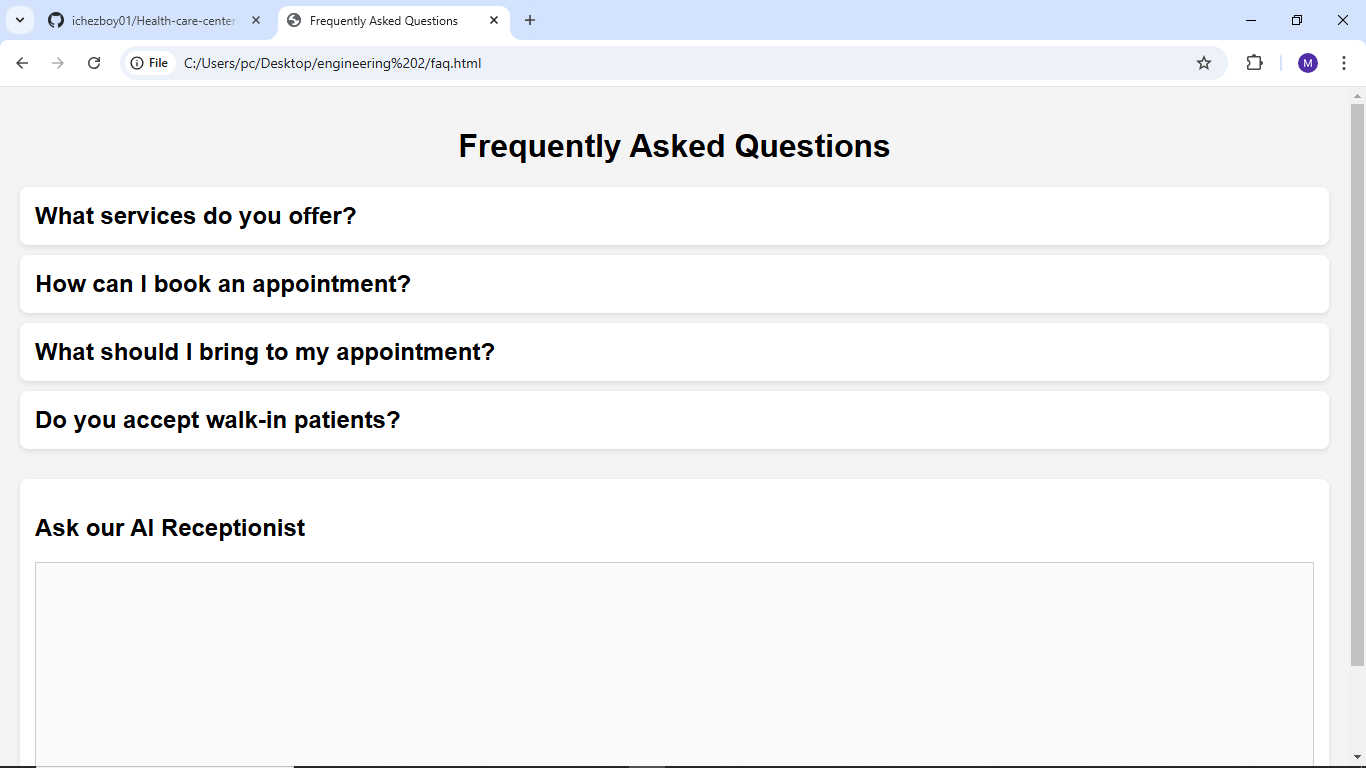 ichezboy01/Health-care-center-
Frequently Asked Questions
File
C:/Users/pc/Desktop/engineering%202/faq.html
M
Frequently Asked Questions
What services do you offer?
How can I book an appointment?
What should I bring to my appointment?
Do you accept walk-in patients?
Ask our AI Receptionist